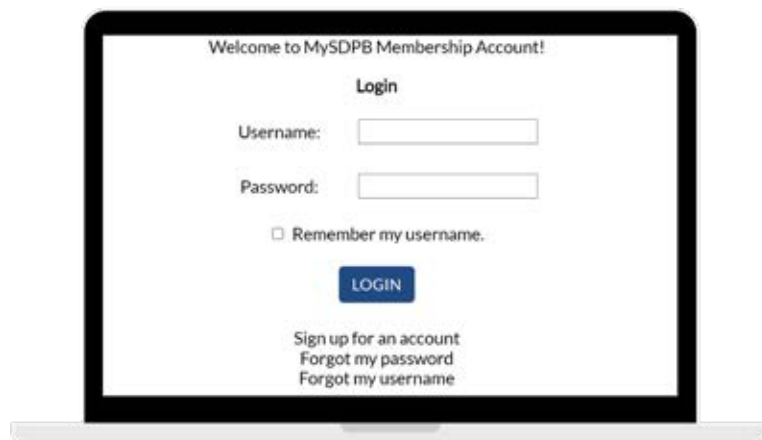 Welcome to MySDPB Membership Account!
Login
Username:
Password:
Remember my username.
LOGIN
Sign up for an account
Forgot my password
Forgot my username